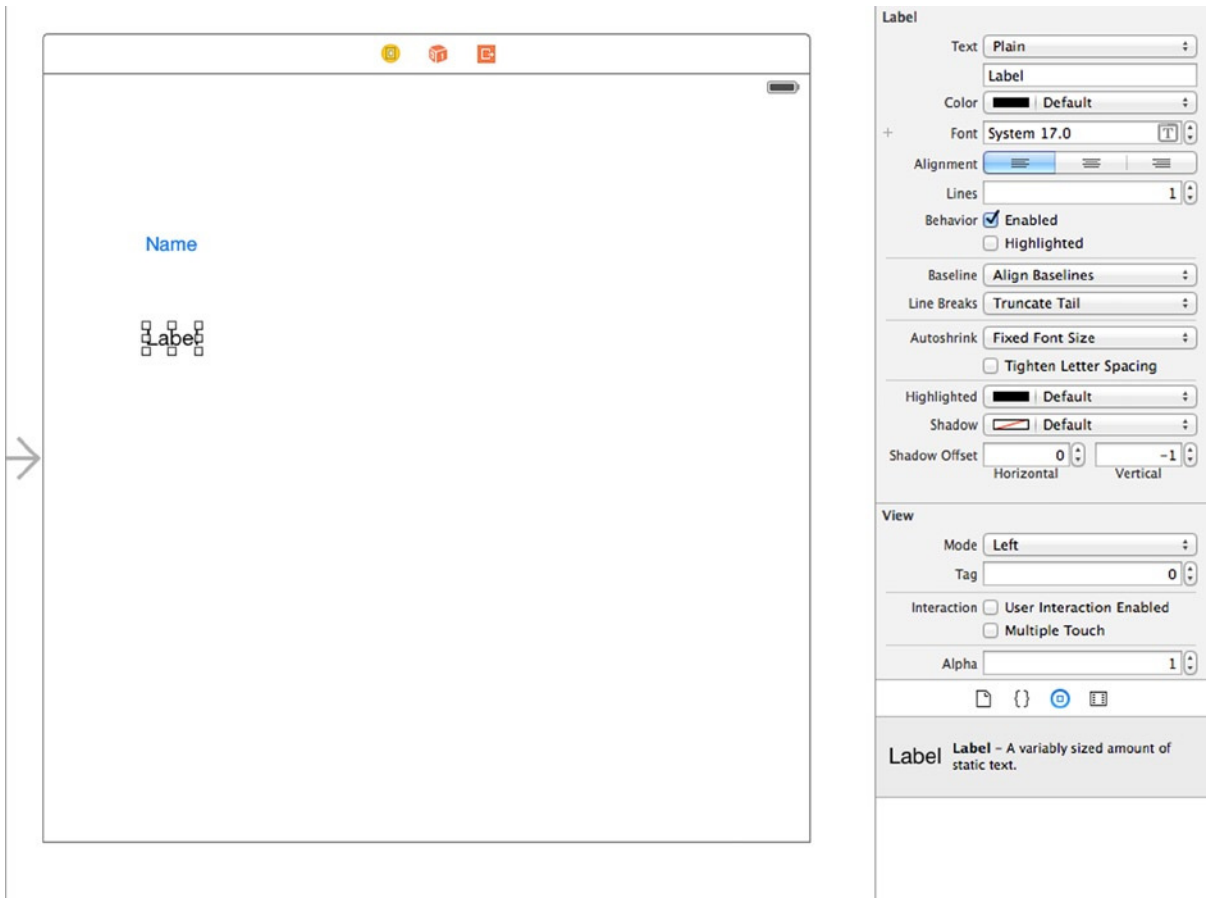 Name
Label
Label
Text Plain
Label
Color Default
Font System 17.0 T
Alignment
Lines 1
Behavior Enabled
Highlighted
Baseline Align Baselines
Line Breaks Truncate Tail
Autoshrink Fixed Font Size
Tighten Letter Spacing
Highlighted Default
Shadow Default
Shadow Offset 0 -1
Horizontal Vertical
View
Mode Left
Tag 0
Interaction User Interaction Enabled
Multiple Touch
Alpha 1
{}
Label Label – A variably sized amount of
static text.